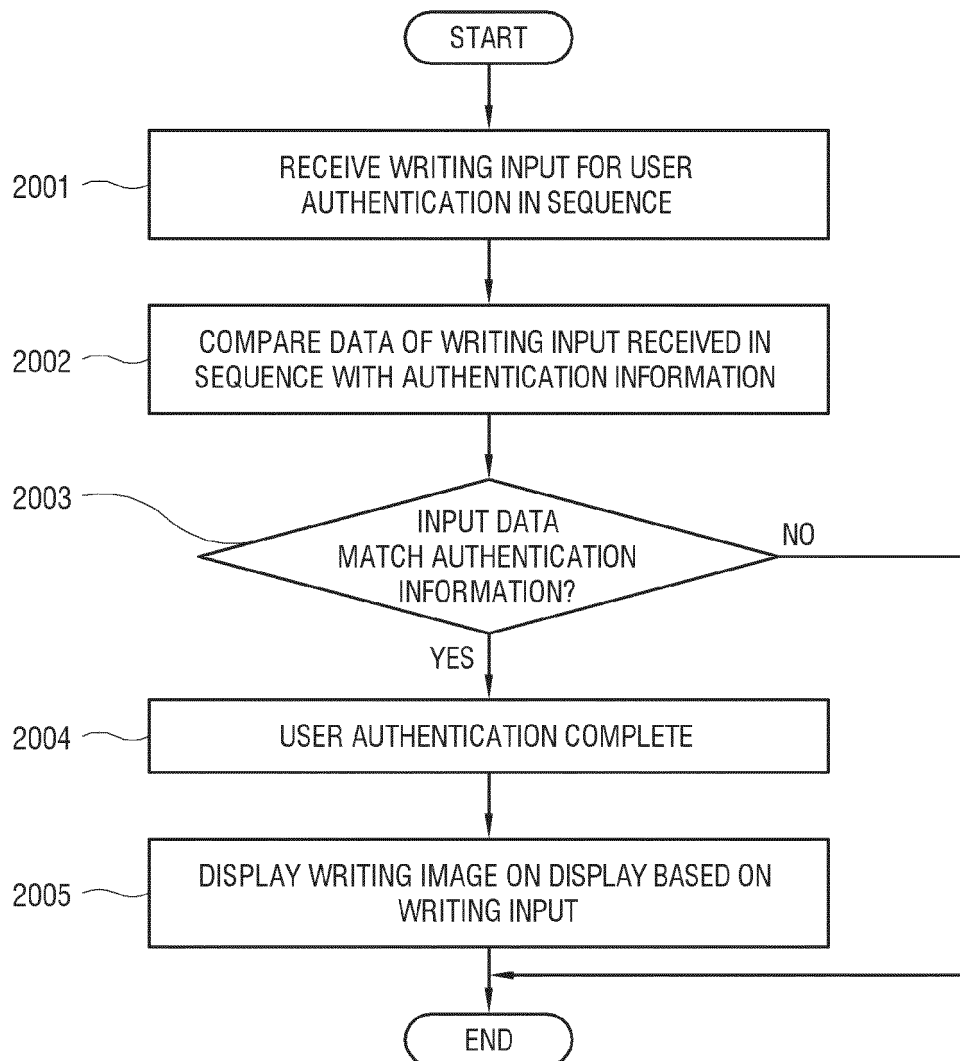 START
2001
RECEIVE WRITING INPUT FOR USER
AUTHENTICATION IN SEQUENCE
2002
COMPARE DATA OF WRITING INPUT RECEIVED IN
SEQUENCE WITH AUTHENTICATION INFORMATION
2003
INPUT DATA
MATCH AUTHENTICATION
INFORMATION?
NO
YES
2004
USER AUTHENTICATION COMPLETE
2005
DISPLAY WRITING IMAGE ON DISPLAY BASED ON
WRITING INPUT
END